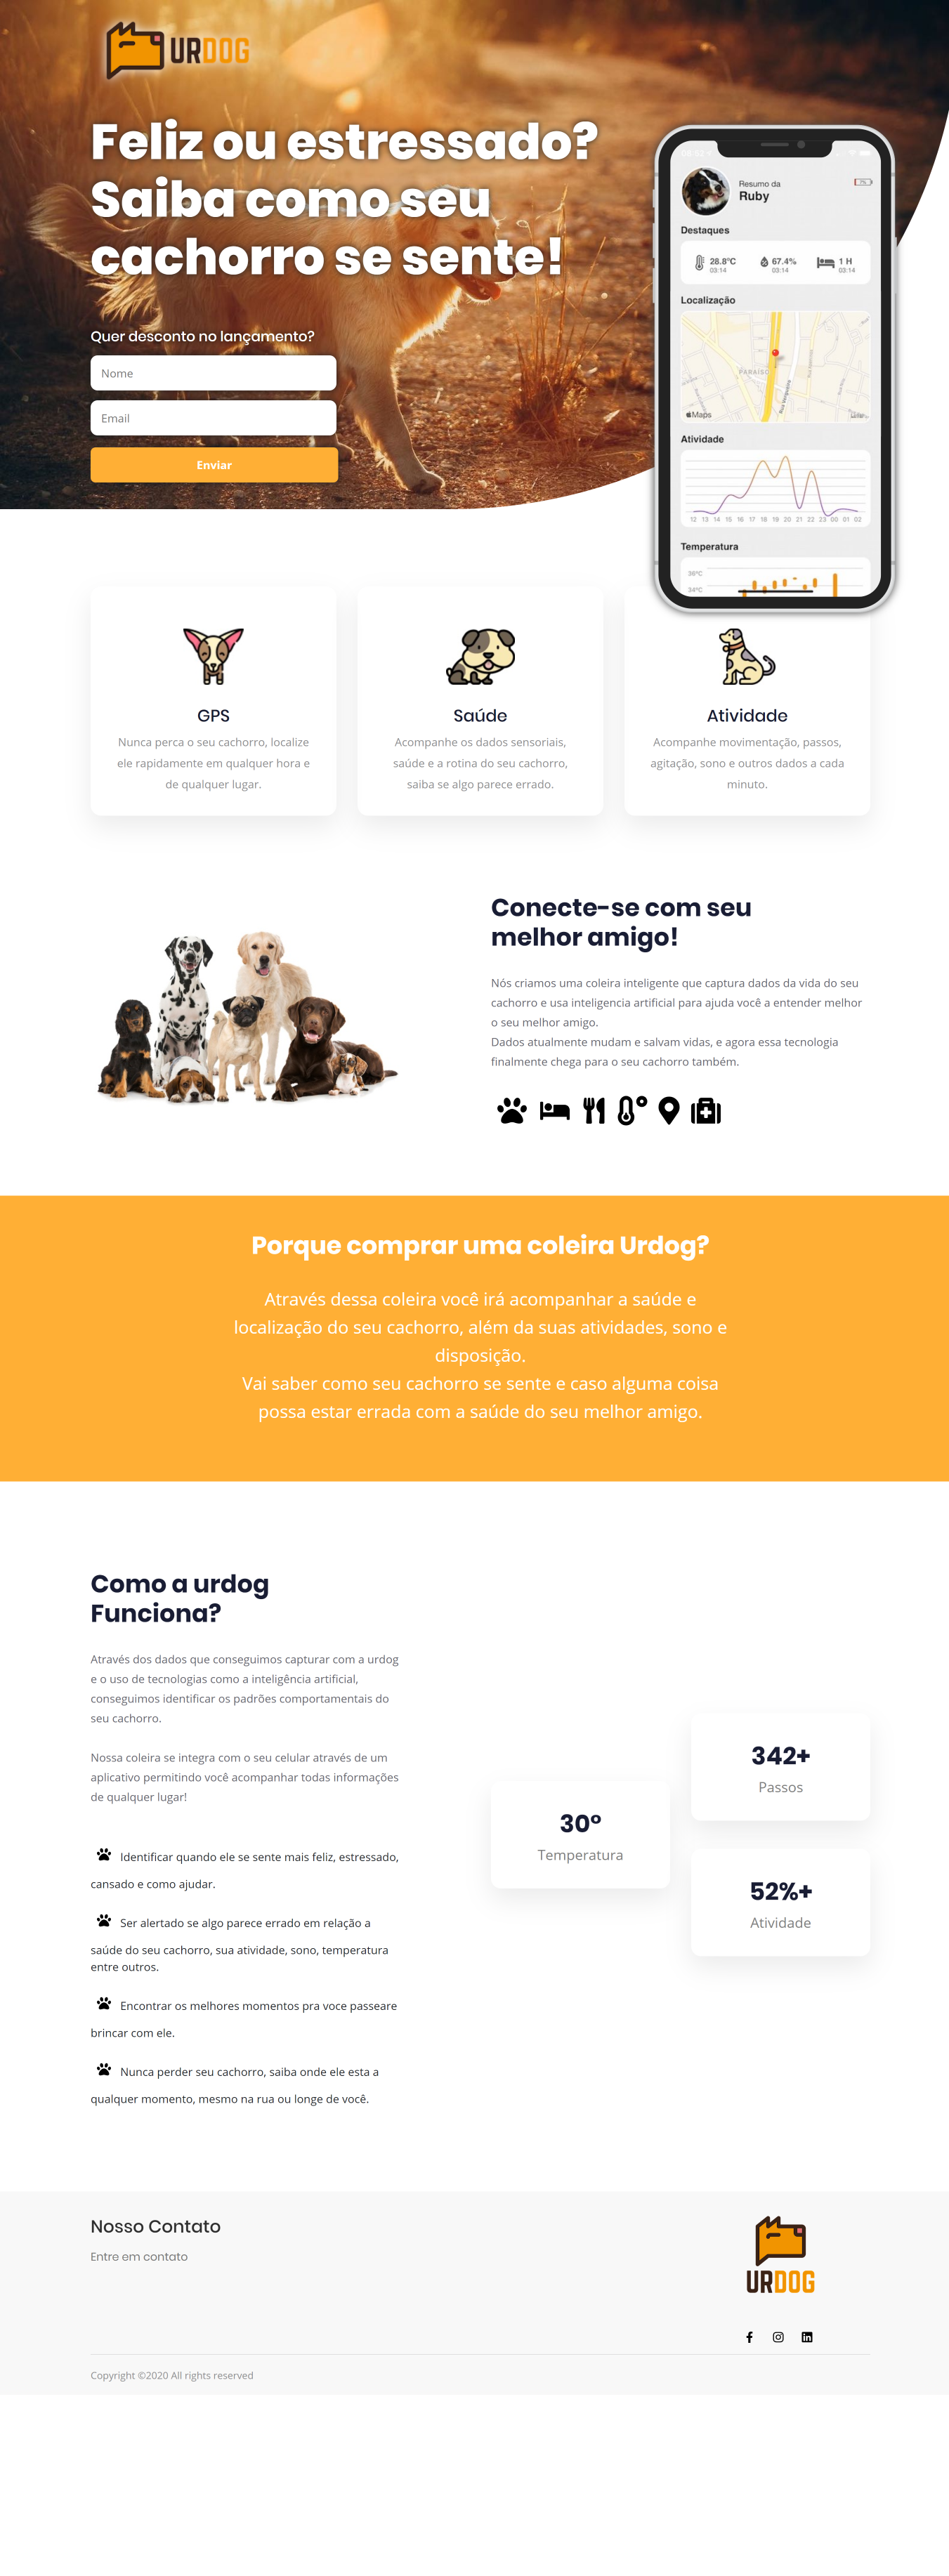 URDOG
Feliz ou estressado?
Saiba como seu
cachorro se sente!
Quer desconto no lançamento?
Nome
Email
Enviar
Resumo da
Ruby
7%
Destaques
28.8°C
03:14
67.4%
03:14
1 H
03:14
Localização
PARAÍSO
Rua Vergueiro
Maps
Atividade
12 13 14 15 16 17 18 19 20 21 22 23 00 01 02
Temperatura
36°C
34°C
GPS
Nunca perca o seu cachorro, localize
ele rapidamente em qualquer hora e
de qualquer lugar.
Saúde
Acompanhe os dados sensoriais,
saúde e a rotina do seu cachorro,
saiba se algo parece errado.
Atividade
Acompanhe movimentação, passos,
agitação, sono e outros dados a cada
minuto.
Conecte-se com seu
melhor amigo!
Nós criamos uma coleira inteligente que captura dados da vida do seu
cachorro e usa inteligencia artificial para ajuda você a entender melhor
o seu melhor amigo.
Dados atualmente mudam e salvam vidas, e agora essa tecnologia
finalmente chega para o seu cachorro também.
Porque comprar uma coleira Urdog?
Através dessa coleira você irá acompanhar a saúde e
localização do seu cachorro, além da suas atividades, sono e
disposição.
Vai saber como seu cachorro se sente e caso alguma coisa
possa estar errada com a saúde do seu melhor amigo.
Como a urdog
Funciona?
Através dos dados que conseguimos capturar com a urdog
e o uso de tecnologias como a inteligência artificial,
conseguimos identificar os padrões comportamentais do
seu cachorro.
Nossa coleira se integra com o seu celular através de um
aplicativo permitindo você acompanhar todas informações
de qualquer lugar!
Identificar quando ele se sente mais feliz, estressado,
cansado e como ajudar.
Ser alertado se algo parece errado em relação a
saúde do seu cachorro, sua atividade, sono, temperatura
entre outros.
Encontrar os melhores momentos pra voce passeare
brincar com ele.
Nunca perder seu cachorro, saiba onde ele esta a
qualquer momento, mesmo na rua ou longe de você.
30°
Temperatura
342+
Passos
52%+
Atividade
Nosso Contato
Entre em contato
URDOG
Copyright ©2020 All rights reserved